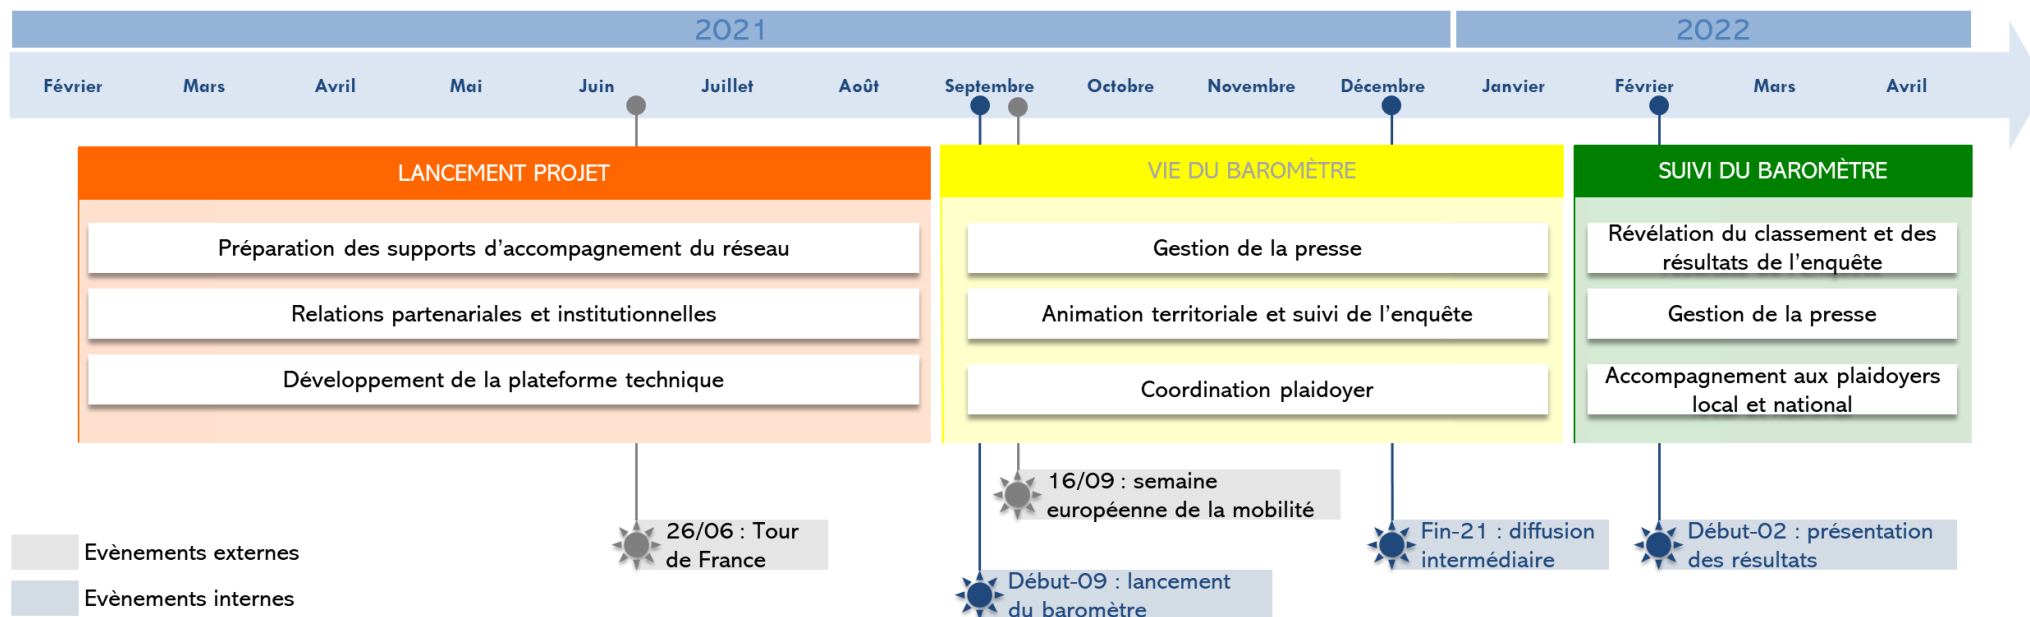 2021
2022
Février
Mars
Avril
Mai
Juin
Juillet
Août
Septembre
Octobre
Novembre
Décembre
Janvier
Février
Mars
Avril
LANCEMENT PROJET
Préparation des supports d’accompagnement du réseau
Relations partenariales et institutionnelles
Développement de la plateforme technique
VIE DU BAROMÈTRE
Gestion de la presse
Animation territoriale et suivi de l’enquête
Coordination plaidoyer
SUIVI DU BAROMÈTRE
Révélation du classement et des
résultats de l’enquête
Gestion de la presse
Accompagnement aux plaidoyers
local et national
26/06 : Tour
de France
16/09 : semaine
européenne de la mobilité
Début-09 : lancement
du baromètre
Fin-21 : diffusion
intermédiaire
Début-02 : présentation
des résultats
Evènements externes
Evènements internes